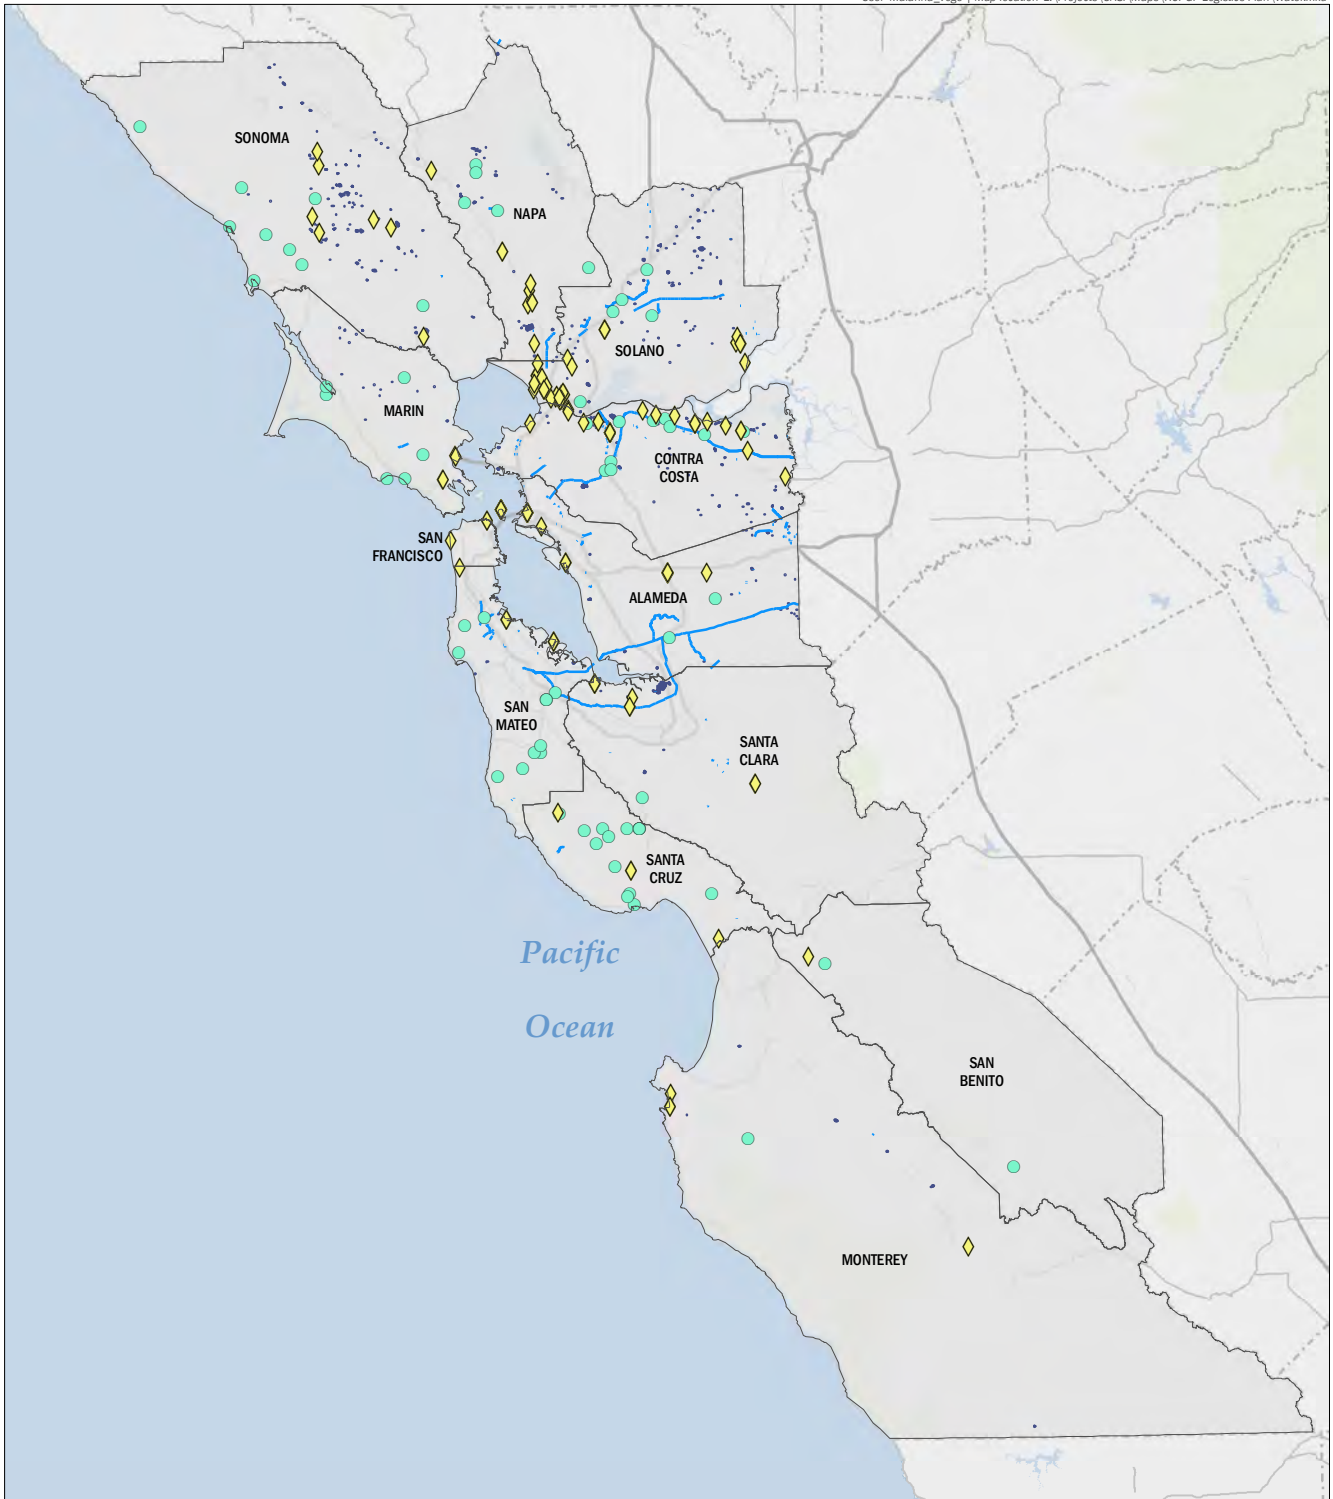 SONOMA
NAPA
SOLANO
MARIN
CONTRA
COSTA
SAN
FRANCISCO
ALAMEDA
SAN
MATEO
SANTA
CLARA
SANTA
CRUZ
Pacific
Ocean
SAN
BENITO
MONTEREY